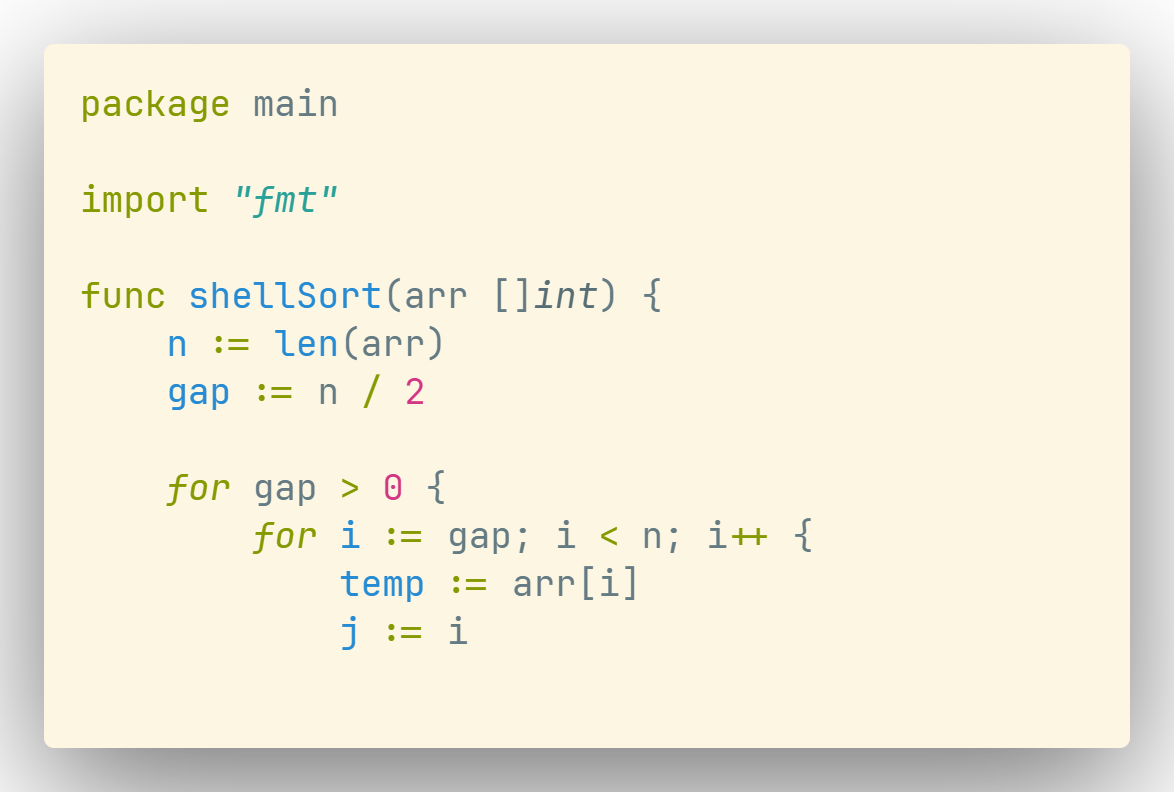 package main

import "fmt"

func shellSort(arr []int) {
    n := len(arr)
    gap := n / 2

    for gap > 0 {
        for i := gap; i < n; i++ {
            temp := arr[i]
            j := i